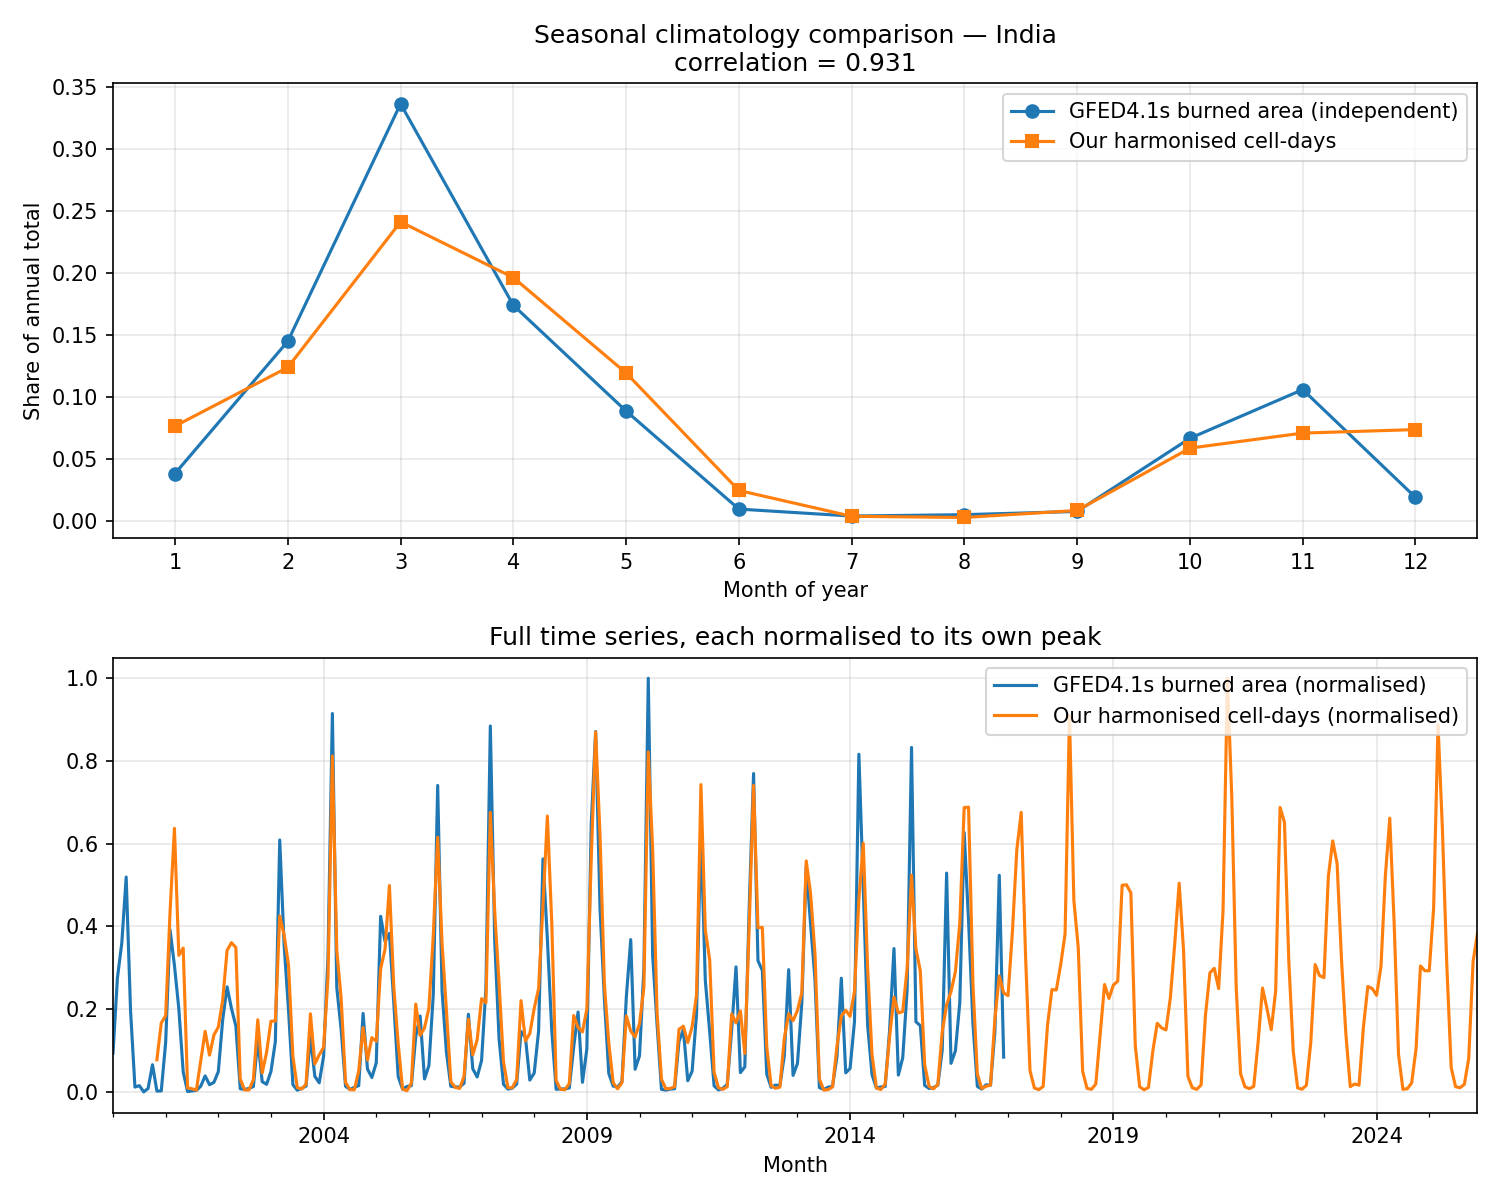 Seasonal climatology comparison — India
correlation = 0.931
Share of annual total
0.35
0.30
0.25
0.20
0.15
0.10
0.05
0.00
GFED4.1s burned area (independent)
Our harmonised cell-days
1 2 3 4 5 6 7 8 9 10 11 12
Month of year
Full time series, each normalised to its own peak
1.0
0.8
0.6
0.4
0.2
0.0
GFED4.1s burned area (normalised)
Our harmonised cell-days (normalised)
2004 2009 2014 2019 2024
Month